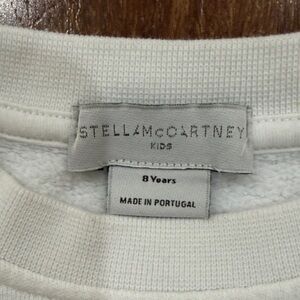 STELLA McCARTNEY
KIDS
8 Years
MADE IN PORTUGAL